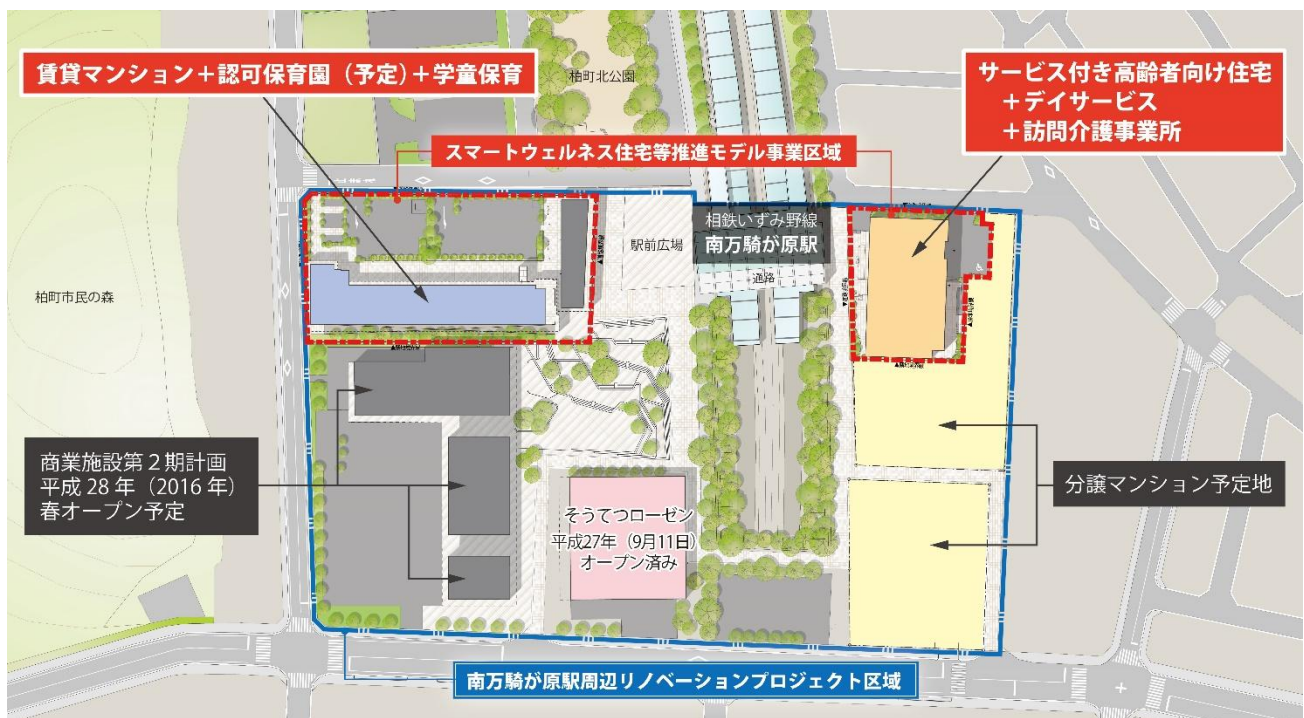 賃貸マンション+認可保育園(予定)+学童保育
柏町北公園
サービス付き高齢者向け住宅
+デイサービス
+訪問介護事業所
スマートウェルネス住宅等推進モデル事業区域
相鉄いずみ野線
南万騎が原駅
駅前広場
通路
柏町市民の森
商業施設第2期計画
平成28年(2016年)
春オープン予定
そうてつローゼン
平成27年(9月11日)
オープン済み
分譲マンション予定地
南万騎が原駅周辺リノベーションプロジェクト区域